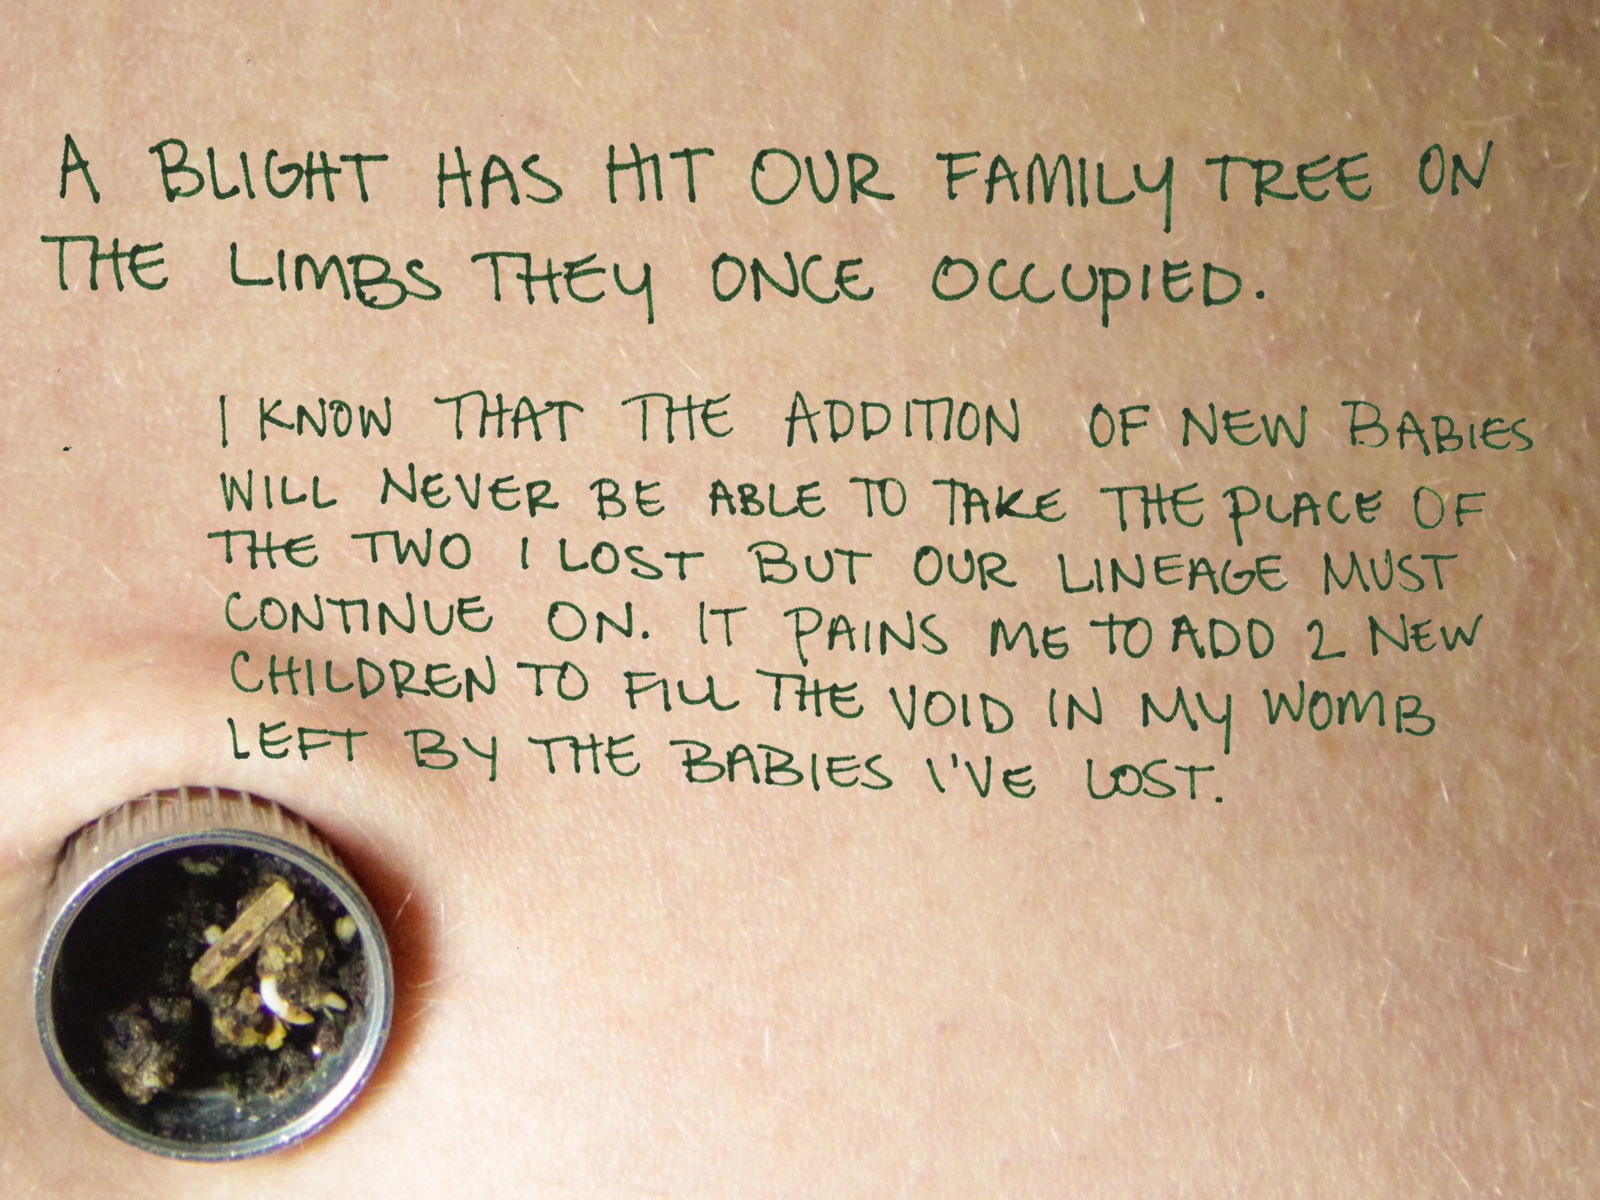 A BLIGHT HAS HIT OUR FAMILY TREE ON
THE LIMBS THEY ONCE OCCUPIED.
I KNOW THAT THE ADDITION OF NEW BABIES
WILL NEVER BE ABLE TO TAKE THE PLACE OF
THE TWO I LOST BUT OUR LINEAGE MUST
CONTINUE ON. IT PAINS ME TO ADD 2 NEW
CHILDREN TO FILL THE VOID IN MY WOMB
LEFT BY THE BABIES I'VE LOST.